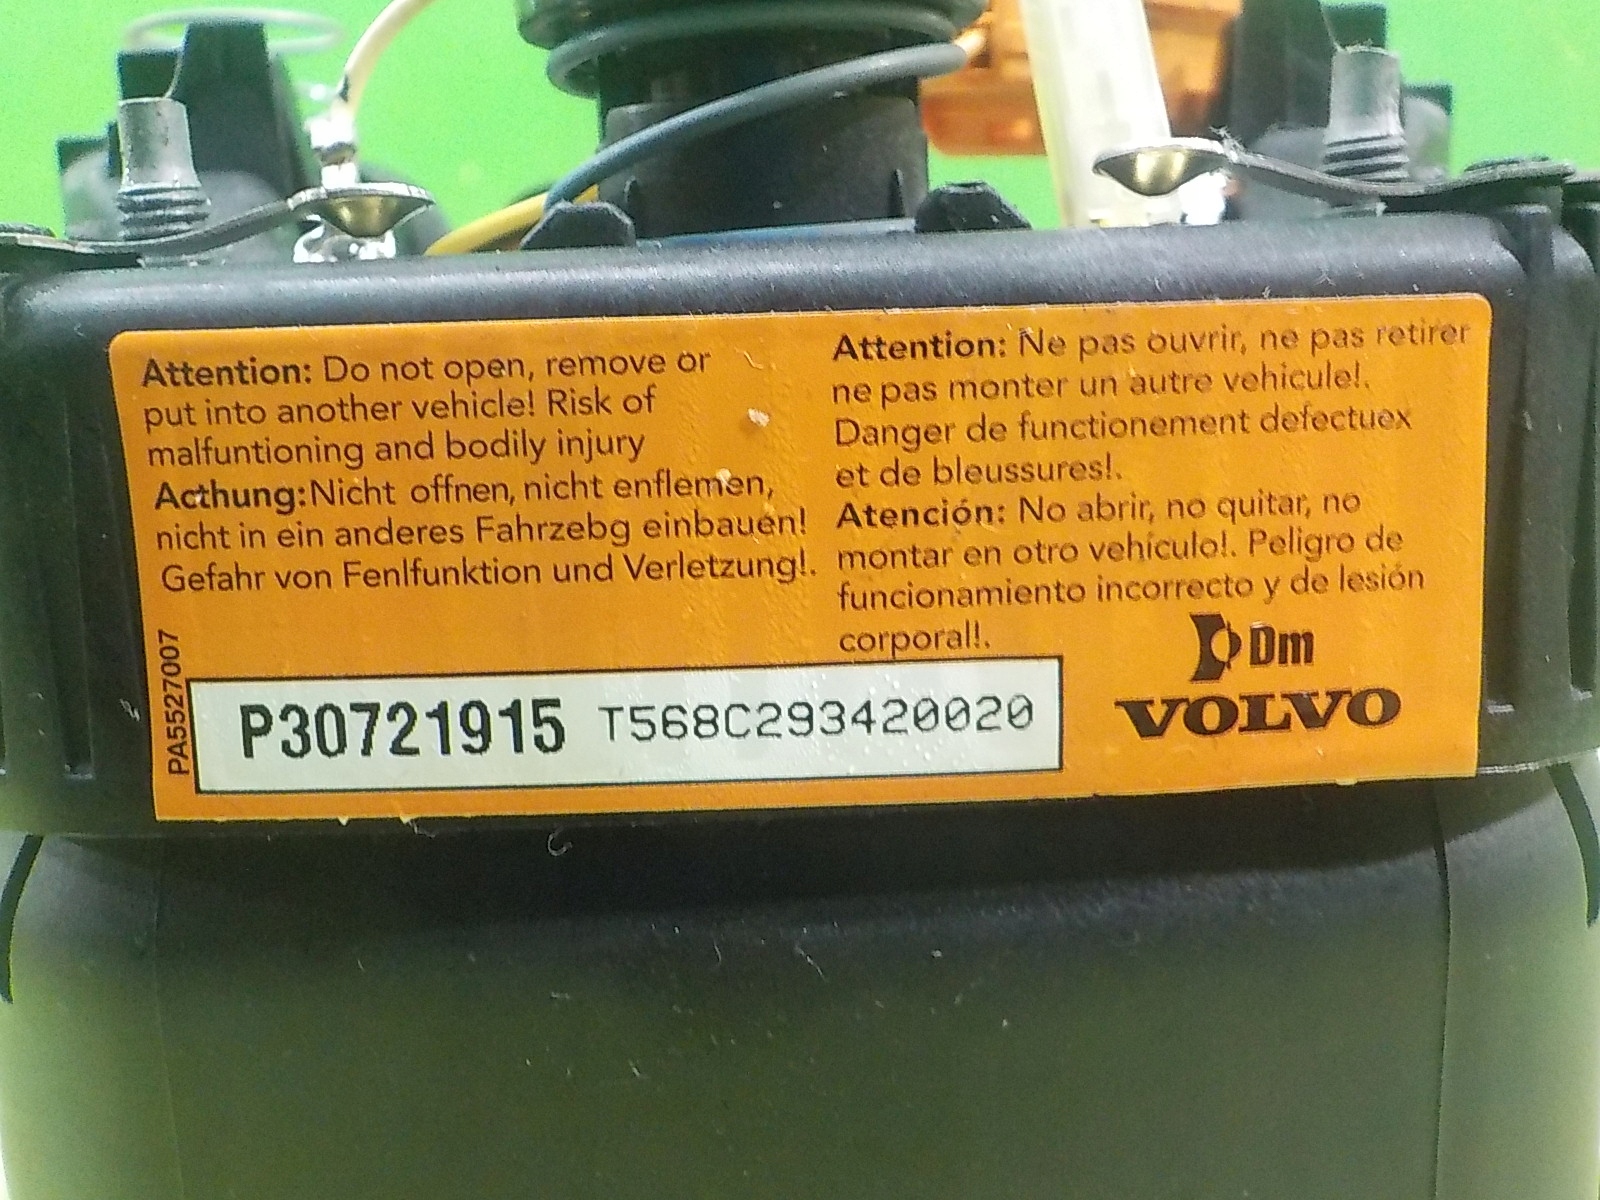 Attention: Do not open, remove or
put into another vehicle! Risk of
malfuntioning and bodily injury
Acthung:Nicht offnen, nicht enflemen,
nicht in ein anderes Fahrzebg einbauen!
Gefahr von Fenlfunktion und Verletzung!.
Attention: Ne pas ouvrir, ne pas retirer
ne pas monter un autre vehicule!.
Danger de functionement defectuex
et de bleussures!.
Atención: No abrir, no quitar, no
montar en otro vehículo!. Peligro de
funcionamiento incorrecto y de lesión
corporal!.
PA5527007
P30721915 T568C293420020
Dm
VOLVO